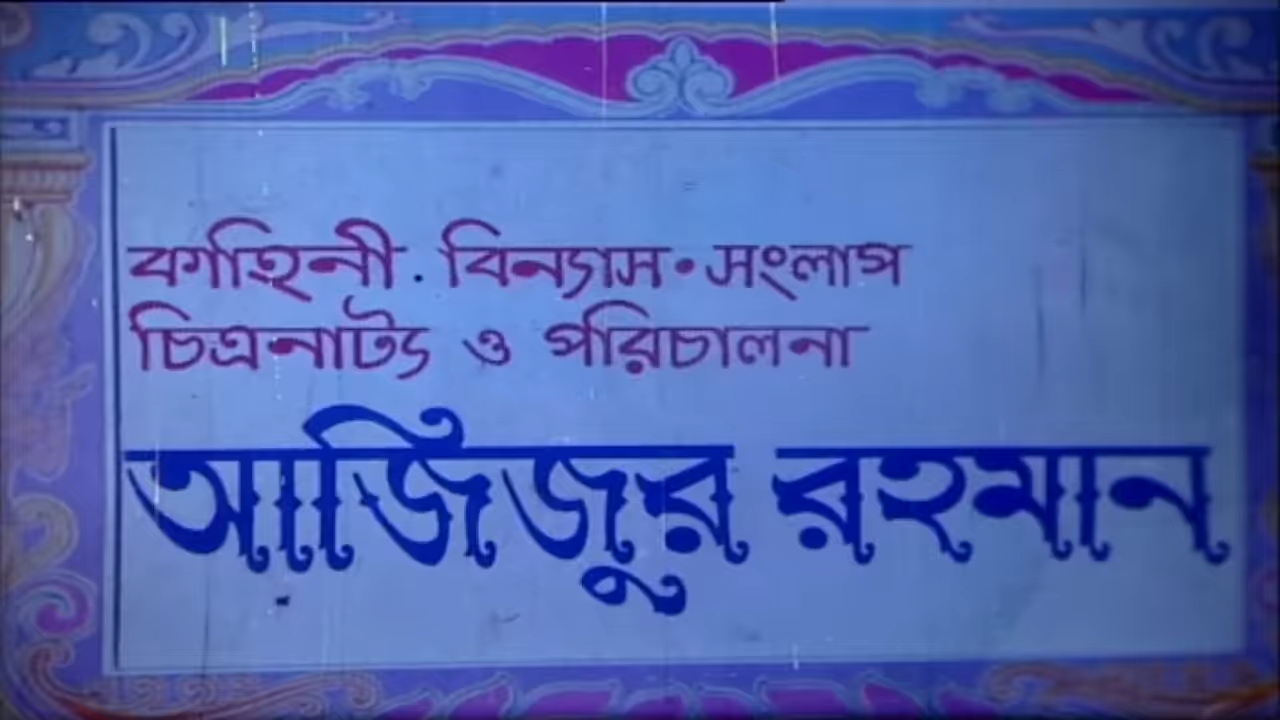 কাহিনী · বিন্যাস · সংলাপ
চিত্রনাট্য ও পরিচালনা
আজিজুর রহমান